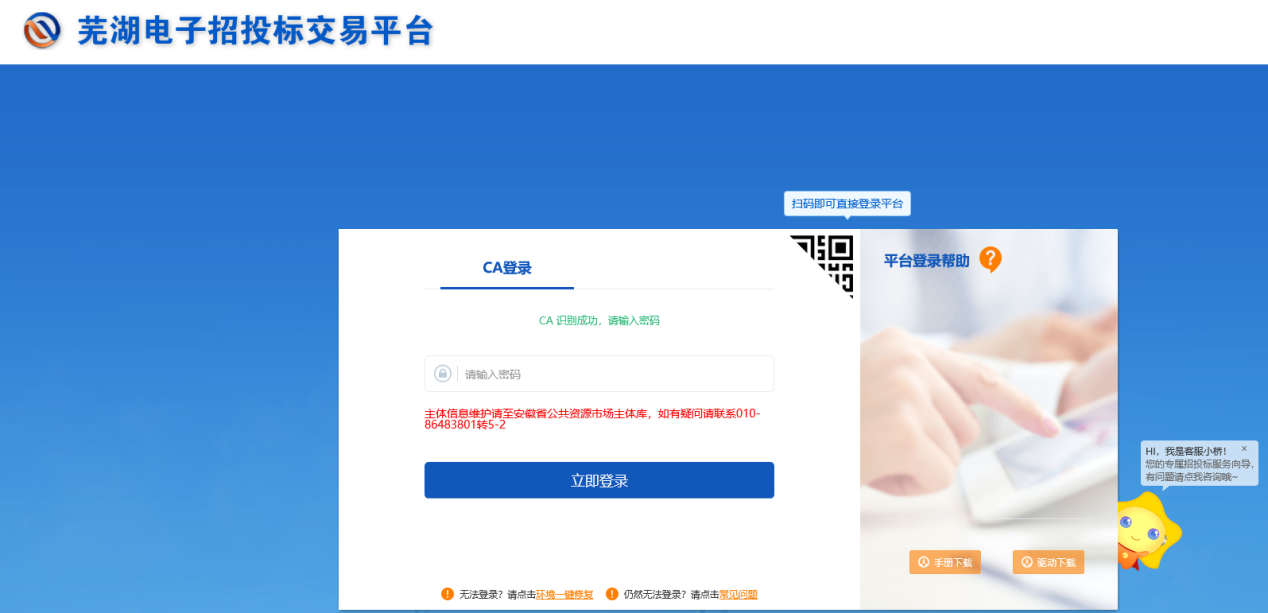 芜湖电子招投标交易平台
扫码即可直接登录平台
CA登录
平台登录帮助
CA 识别成功，请输入密码
请输入密码
主体信息维护请至安徽省公共资源市场主体库，如有疑问请联系010-
86483801转5-2
立即登录
HI，我是客服小桥！ ×
您的专属招投标服务向导，
有问题请点我咨询哦~
手册下载
驱动下载
无法登录？请点击环境一键修复
仍然无法登录？请点击常见问题